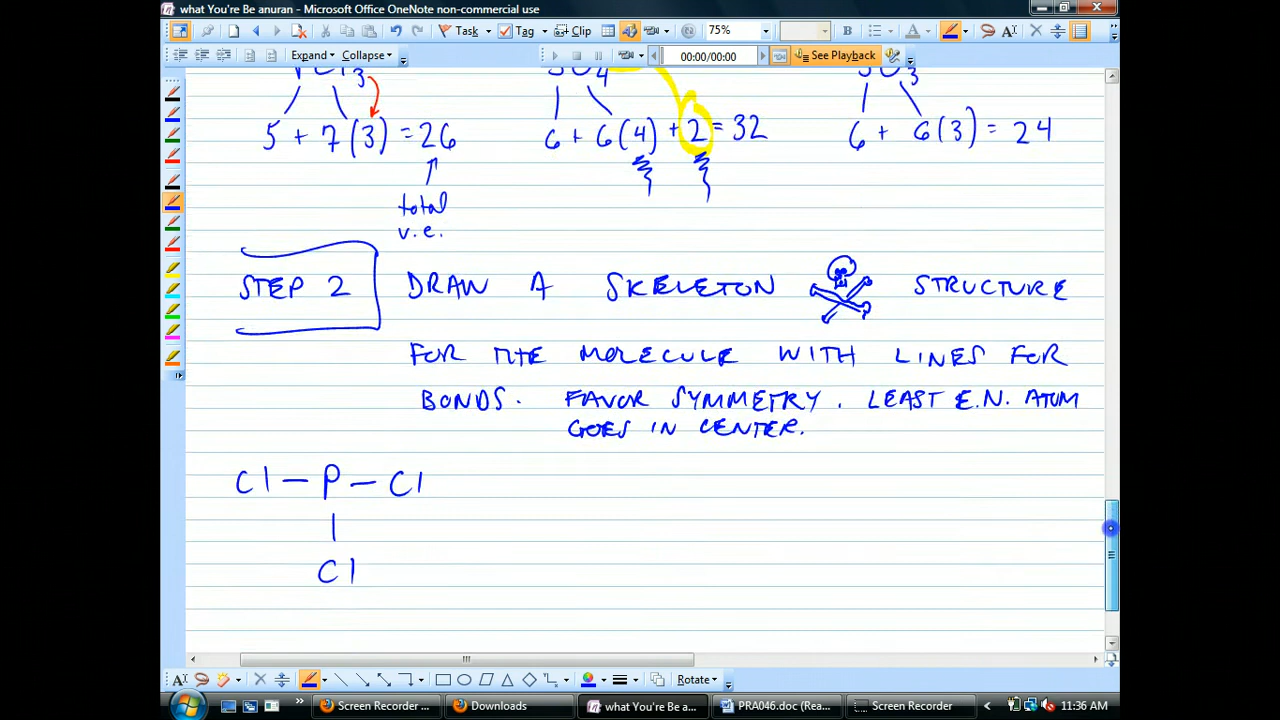 what You're Be anuran - Microsoft Office OneNote non-commercial use
Task Tag Clip 75% B A
Expand Collapse 00:00/00:00 See Playback
5 + 7 (3) = 26
6 + 6 (4) + 2 = 32
6 + 6 (3) = 24
total
v.e.
STEP 2 DRAW A SKELETON STRUCTURE
FOR THE MOLECULE WITH LINES FOR
BONDS. FAVOR SYMMETRY. LEAST E.N. ATOM
GOES IN CENTER.
Cl — P — Cl
|
Cl
Rotate
Screen Recorder ... Downloads what You're Be a... PRA046.doc (Rea... Screen Recorder 11:36 AM